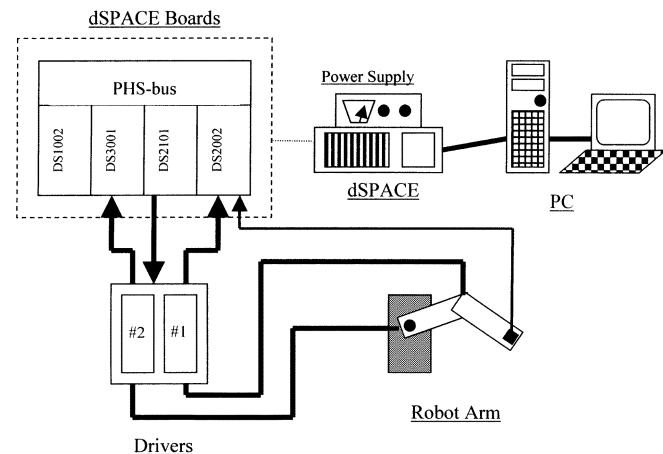 dSPACE Boards
PHS-bus
DS1002
DS3001
DS2101
DS2002
Power Supply
dSPACE
PC
#2
#1
Robot Arm
Drivers